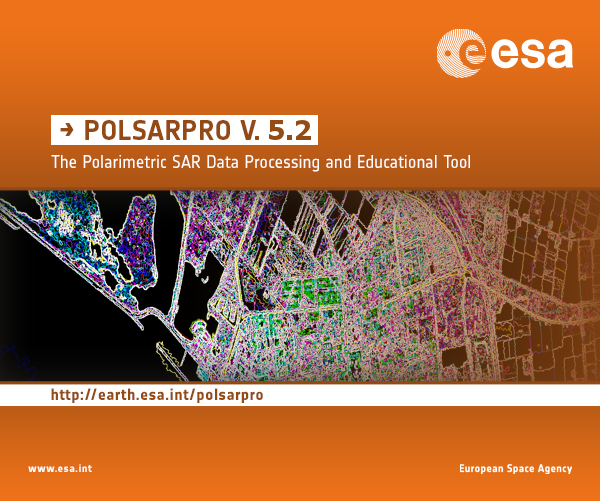 esa
→ POLSARPRO V. 5.2
The Polarimetric SAR Data Processing and Educational Tool
http://earth.esa.int/polsarpro
www.esa.int
European Space Agency